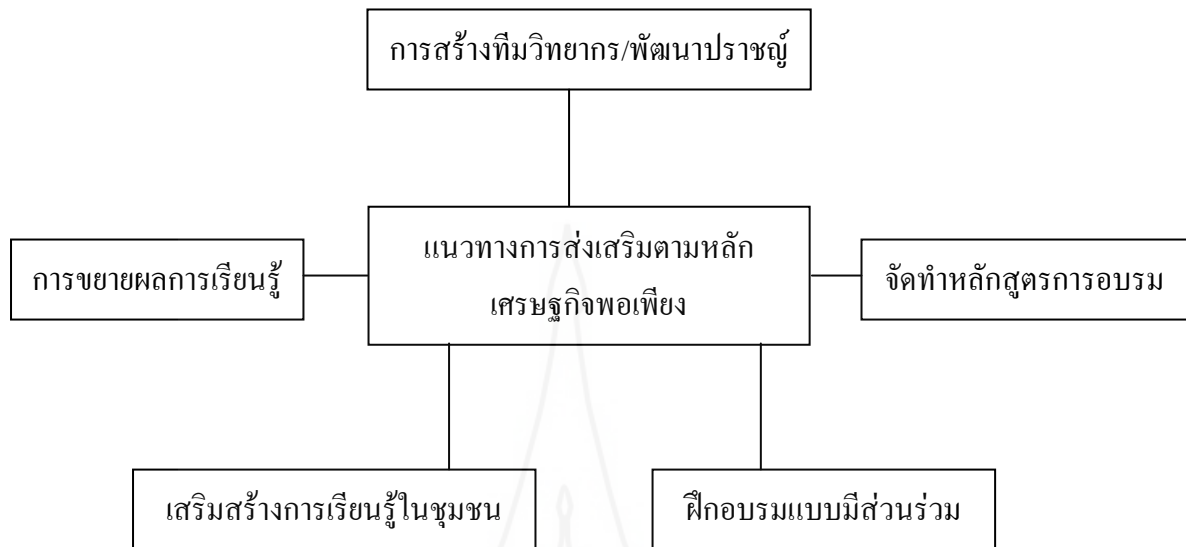 การสร้างทีมวิทยากร/พัฒนาปราชญ์
แนวทางการส่งเสริมตามหลัก
เศรษฐกิจพอเพียง
การขยายผลการเรียนรู้
จัดทำหลักสูตรการอบรม
เสริมสร้างการเรียนรู้ในชุมชน
ฝึกอบรมแบบมีส่วนร่วม